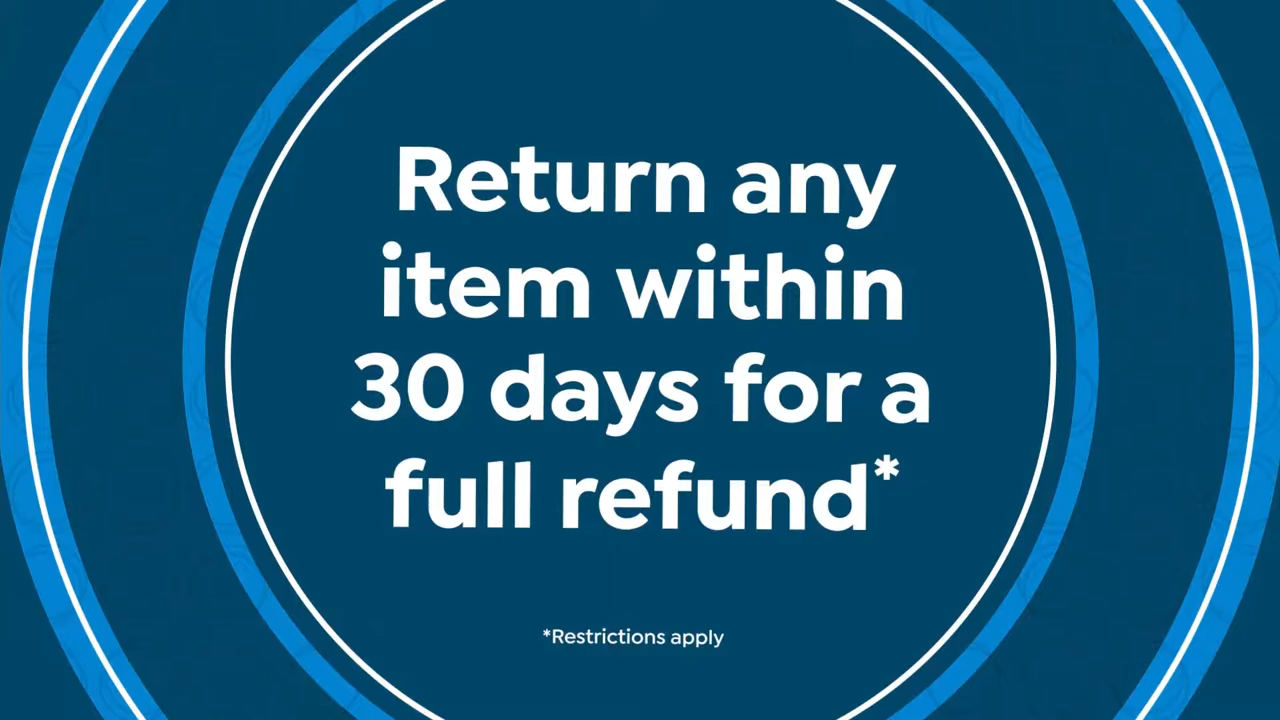 Return any
item within
30 days for a
full refund*
*Restrictions apply